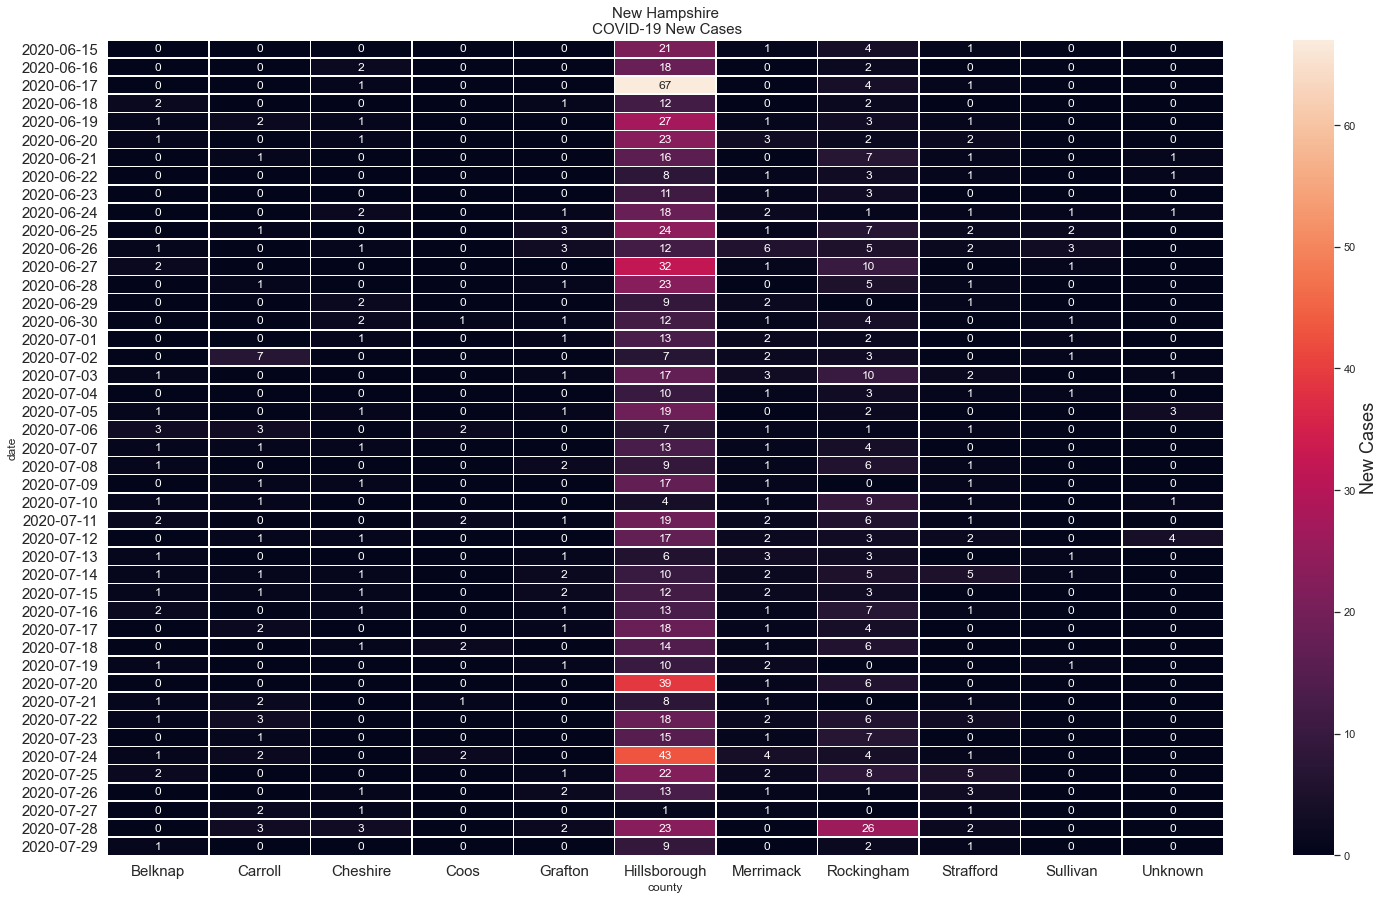 New Hampshire
COVID-19 New Cases
2020-06-15 0 0 0 0 0 21 1 4 1 0 0
2020-06-16 0 0 2 0 0 18 0 2 0 0 0
2020-06-17 0 0 1 0 0 67 0 4 1 0 0
2020-06-18 2 0 0 0 1 12 0 2 0 0 0
2020-06-19 1 2 1 0 0 27 1 3 1 0 0
2020-06-20 1 0 1 0 0 23 3 2 2 0 0
2020-06-21 0 1 0 0 0 16 0 7 1 0 1
2020-06-22 0 0 0 0 0 8 1 3 1 0 1
2020-06-23 0 0 0 0 0 11 1 3 0 0 0
2020-06-24 0 0 2 0 1 18 2 1 1 1 1
2020-06-25 0 1 0 0 3 24 1 7 2 2 0
2020-06-26 1 0 1 0 3 12 6 5 2 3 0
2020-06-27 2 0 0 0 0 32 1 10 0 1 0
2020-06-28 0 1 0 0 1 23 0 5 1 0 0
2020-06-29 0 0 2 0 0 9 2 0 1 0 0
2020-06-30 0 0 2 1 1 12 1 4 0 1 0
2020-07-01 0 0 1 0 1 13 2 2 0 1 0
2020-07-02 0 7 0 0 0 7 2 3 0 1 0
2020-07-03 1 0 0 0 1 17 3 10 2 0 1
2020-07-04 0 0 0 0 0 10 1 3 1 1 0
2020-07-05 1 0 1 0 1 19 0 2 0 0 3
2020-07-06 3 3 0 2 0 7 1 1 1 0 0
2020-07-07 1 1 1 0 0 13 1 4 0 0 0
2020-07-08 1 0 0 0 2 9 1 6 1 0 0
2020-07-09 0 1 1 0 0 17 1 0 1 0 0
2020-07-10 1 1 0 0 0 4 1 9 1 0 1
2020-07-11 2 0 0 2 1 19 2 6 1 0 0
2020-07-12 0 1 1 0 0 17 2 3 2 0 4
2020-07-13 1 0 0 0 1 6 3 3 0 1 0
2020-07-14 1 1 1 0 2 10 2 5 5 1 0
2020-07-15 1 1 1 0 2 12 2 3 0 0 0
2020-07-16 2 0 1 0 1 13 1 7 1 0 0
2020-07-17 0 2 0 0 1 18 1 4 0 0 0
2020-07-18 0 0 1 2 0 14 1 6 0 0 0
2020-07-19 1 0 0 0 1 10 2 0 0 1 0
2020-07-20 0 0 0 0 0 39 1 6 0 0 0
2020-07-21 1 2 0 1 0 8 1 0 1 0 0
2020-07-22 1 3 0 0 0 18 2 6 3 0 0
2020-07-23 0 1 0 0 0 15 1 7 0 0 0
2020-07-24 1 2 0 2 0 43 4 4 1 0 0
2020-07-25 2 0 0 0 1 22 2 8 5 0 0
2020-07-26 0 0 1 0 2 13 1 1 3 0 0
2020-07-27 0 2 1 0 0 1 1 0 1 0 0
2020-07-28 0 3 3 0 2 23 0 26 2 0 0
2020-07-29 1 0 0 0 0 9 0 2 1 0 0
Belknap Carroll Cheshire Coos Grafton Hillsborough Merrimack Rockingham Strafford Sullivan Unknown
county
date
60
50
40
30
20
10
0
New Cases